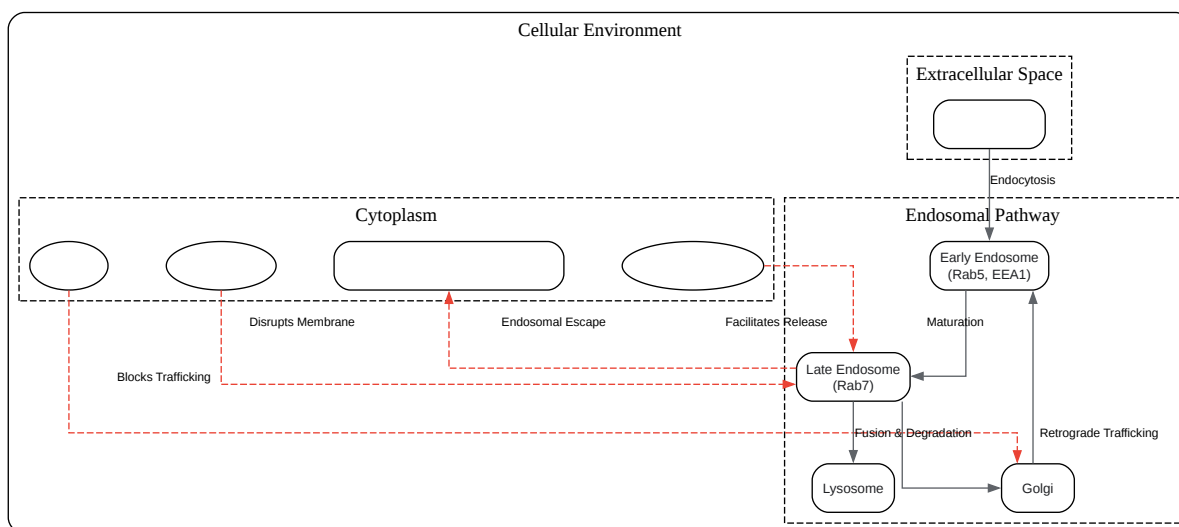 Cellular Environment
Extracellular Space
Endocytosis
Cytoplasm
Endosomal Pathway
Early Endosome
(Rab5, EEA1)
Disrupts Membrane
Endosomal Escape
Facilitates Release
Maturation
Blocks Trafficking
Late Endosome
(Rab7)
Fusion & Degradation
Retrograde Trafficking
Lysosome
Golgi